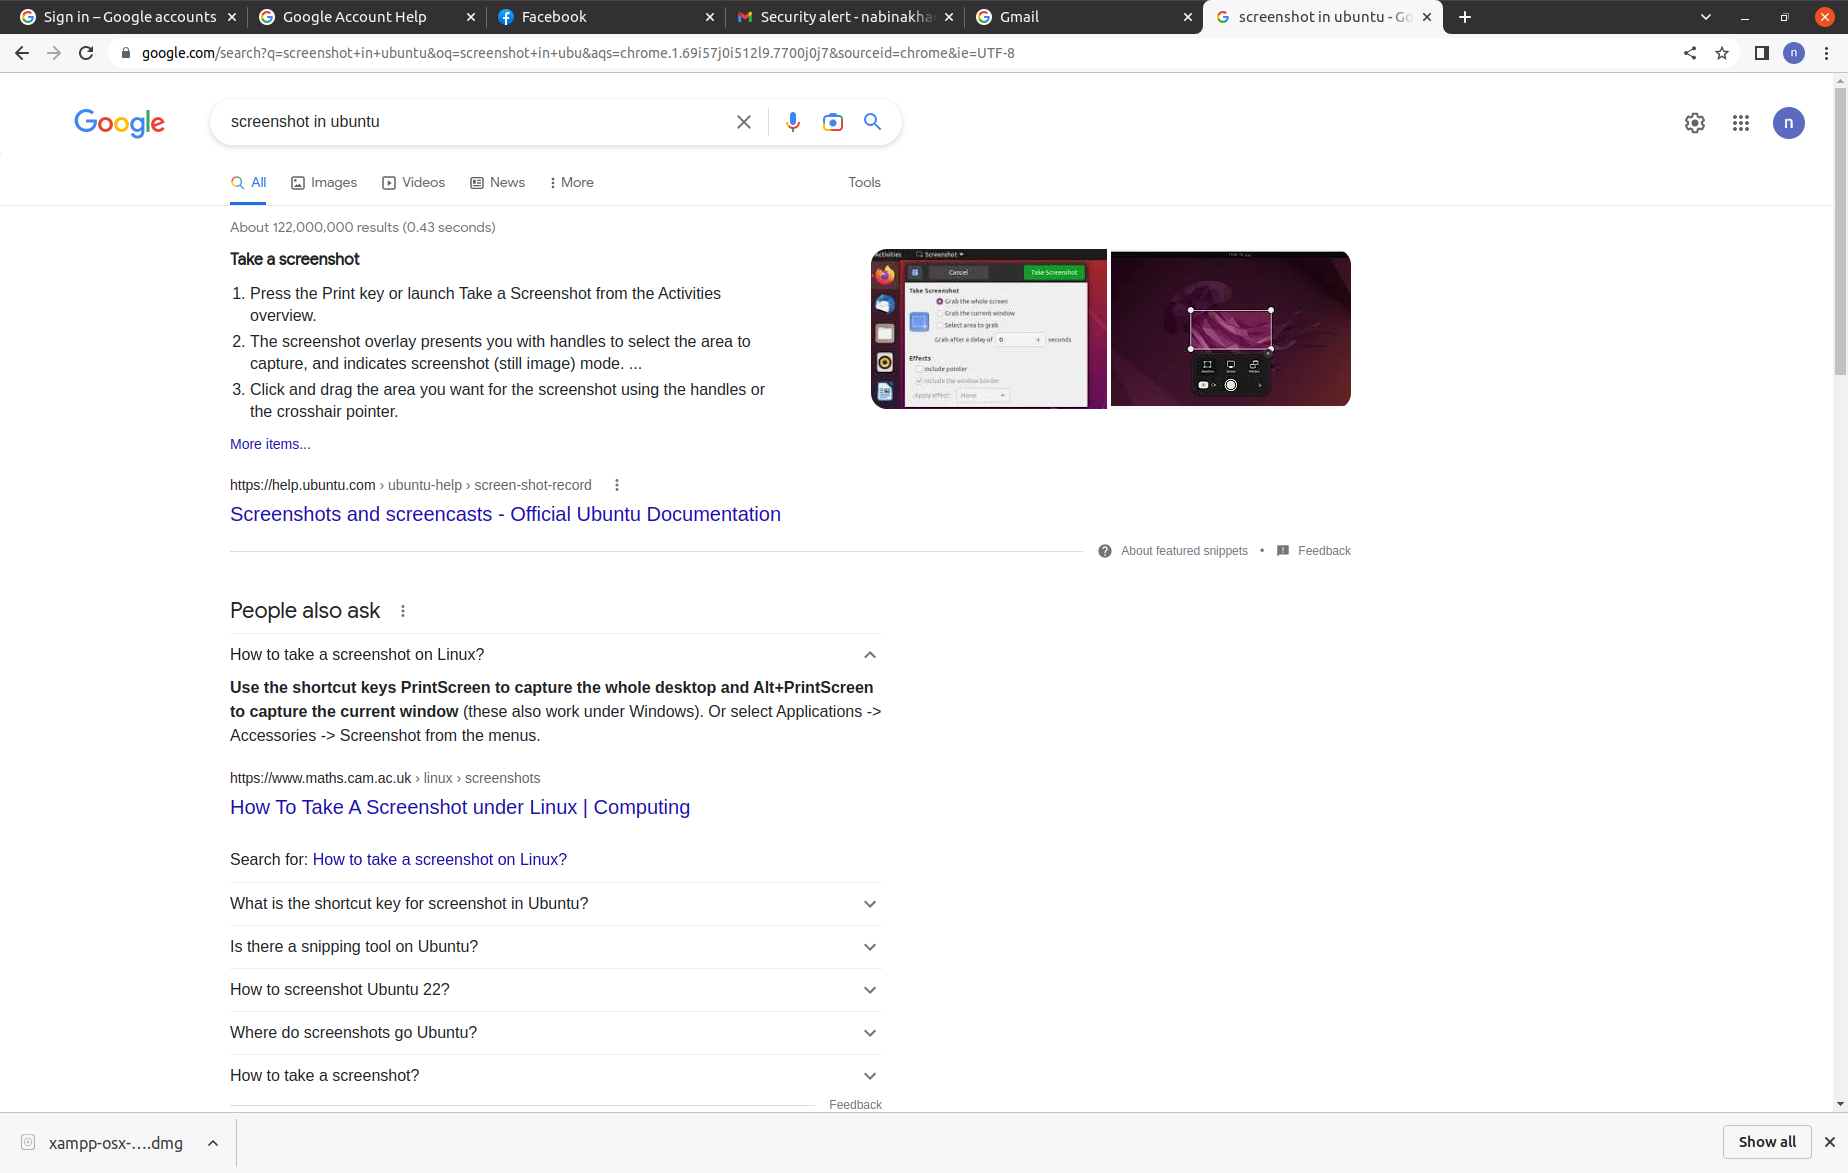 Sign in – Google accounts
Google Account Help
Facebook
Security alert - nabinakha
Gmail
screenshot in ubuntu - Go
google.com/search?q=screenshot+in+ubuntu&oq=screenshot+in+ubu&aqs=chrome.1.69i57j0i512l9.7700j0j7&sourceid=chrome&ie=UTF-8
n
Google
screenshot in ubuntu
n
All
Images
Videos
News
More
Tools
About 122,000,000 results (0.43 seconds)
Take a screenshot
1. Press the Print key or launch Take a Screenshot from the Activities
overview.
2. The screenshot overlay presents you with handles to select the area to
capture, and indicates screenshot (still image) mode. ...
3. Click and drag the area you want for the screenshot using the handles or
the crosshair pointer.
More items...
Activities
Screenshot
Cancel
Take Screenshot
Take Screenshot
Grab the whole screen
Grab the current window
Select area to grab
Grab after a delay of 0 + seconds
Effects
Include pointer
Include the window border
Apply effect: None
https://help.ubuntu.com › ubuntu-help › screen-shot-record
Screenshots and screencasts - Official Ubuntu Documentation
About featured snippets • Feedback
People also ask
How to take a screenshot on Linux?
Use the shortcut keys PrintScreen to capture the whole desktop and Alt+PrintScreen
to capture the current window (these also work under Windows). Or select Applications ->
Accessories -> Screenshot from the menus.
https://www.maths.cam.ac.uk › linux › screenshots
How To Take A Screenshot under Linux | Computing
Search for: How to take a screenshot on Linux?
What is the shortcut key for screenshot in Ubuntu?
Is there a snipping tool on Ubuntu?
How to screenshot Ubuntu 22?
Where do screenshots go Ubuntu?
How to take a screenshot?
Feedback
xampp-osx-....dmg
Show all